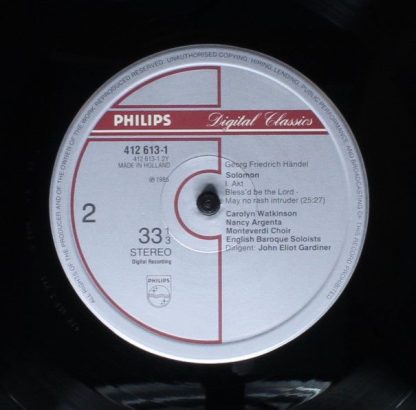 ALL RIGHTS OF THE PRODUCER AND OF THE OWNER OF THE WORK REPRODUCED RESERVED. UNAUTHORISED COPYING, HIRING, LENDING, PUBLIC PERFORMANCE AND BROADCASTING OF THIS RECORD PROHIBITED
PHILIPS Digital Classics
412 613-1
412 613-1 2Y
MADE IN HOLLAND
℗ 1985
2
33 1/3
STEREO
Digital Recording
PHILIPS
Georg Friedrich Händel
Solomon
I. Akt
Bless'd be the Lord -
May no rash intruder (25:27)
Carolyn Watkinson
Nancy Argenta
Monteverdi Choir
English Baroque Soloists
Dirigent: John Eliot Gardiner